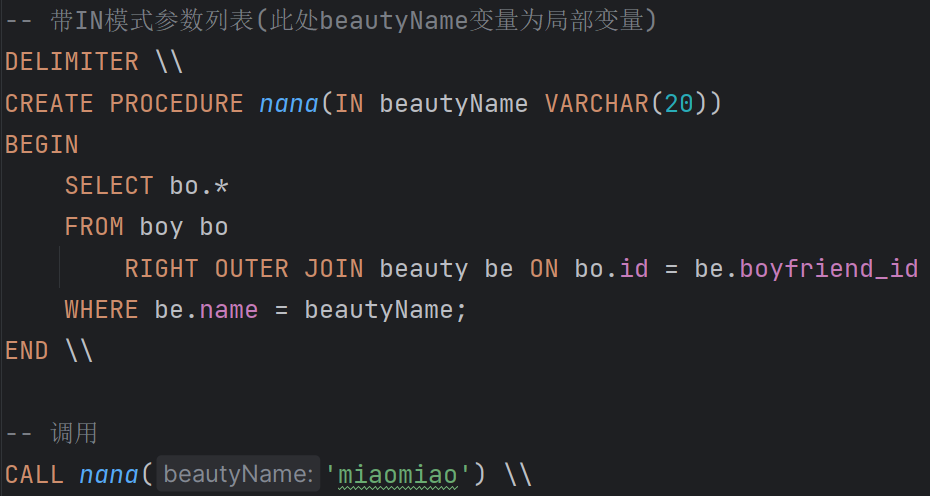 -- 带IN模式参数列表(此处beautyName变量为局部变量)
DELIMITER \\
CREATE PROCEDURE nana(IN beautyName VARCHAR(20))
BEGIN
    SELECT bo.*
    FROM boy bo
        RIGHT OUTER JOIN beauty be ON bo.id = be.boyfriend_id
    WHERE be.name = beautyName;
END \\
-- 调用
CALL nana(beautyName:'miaomiao') \\